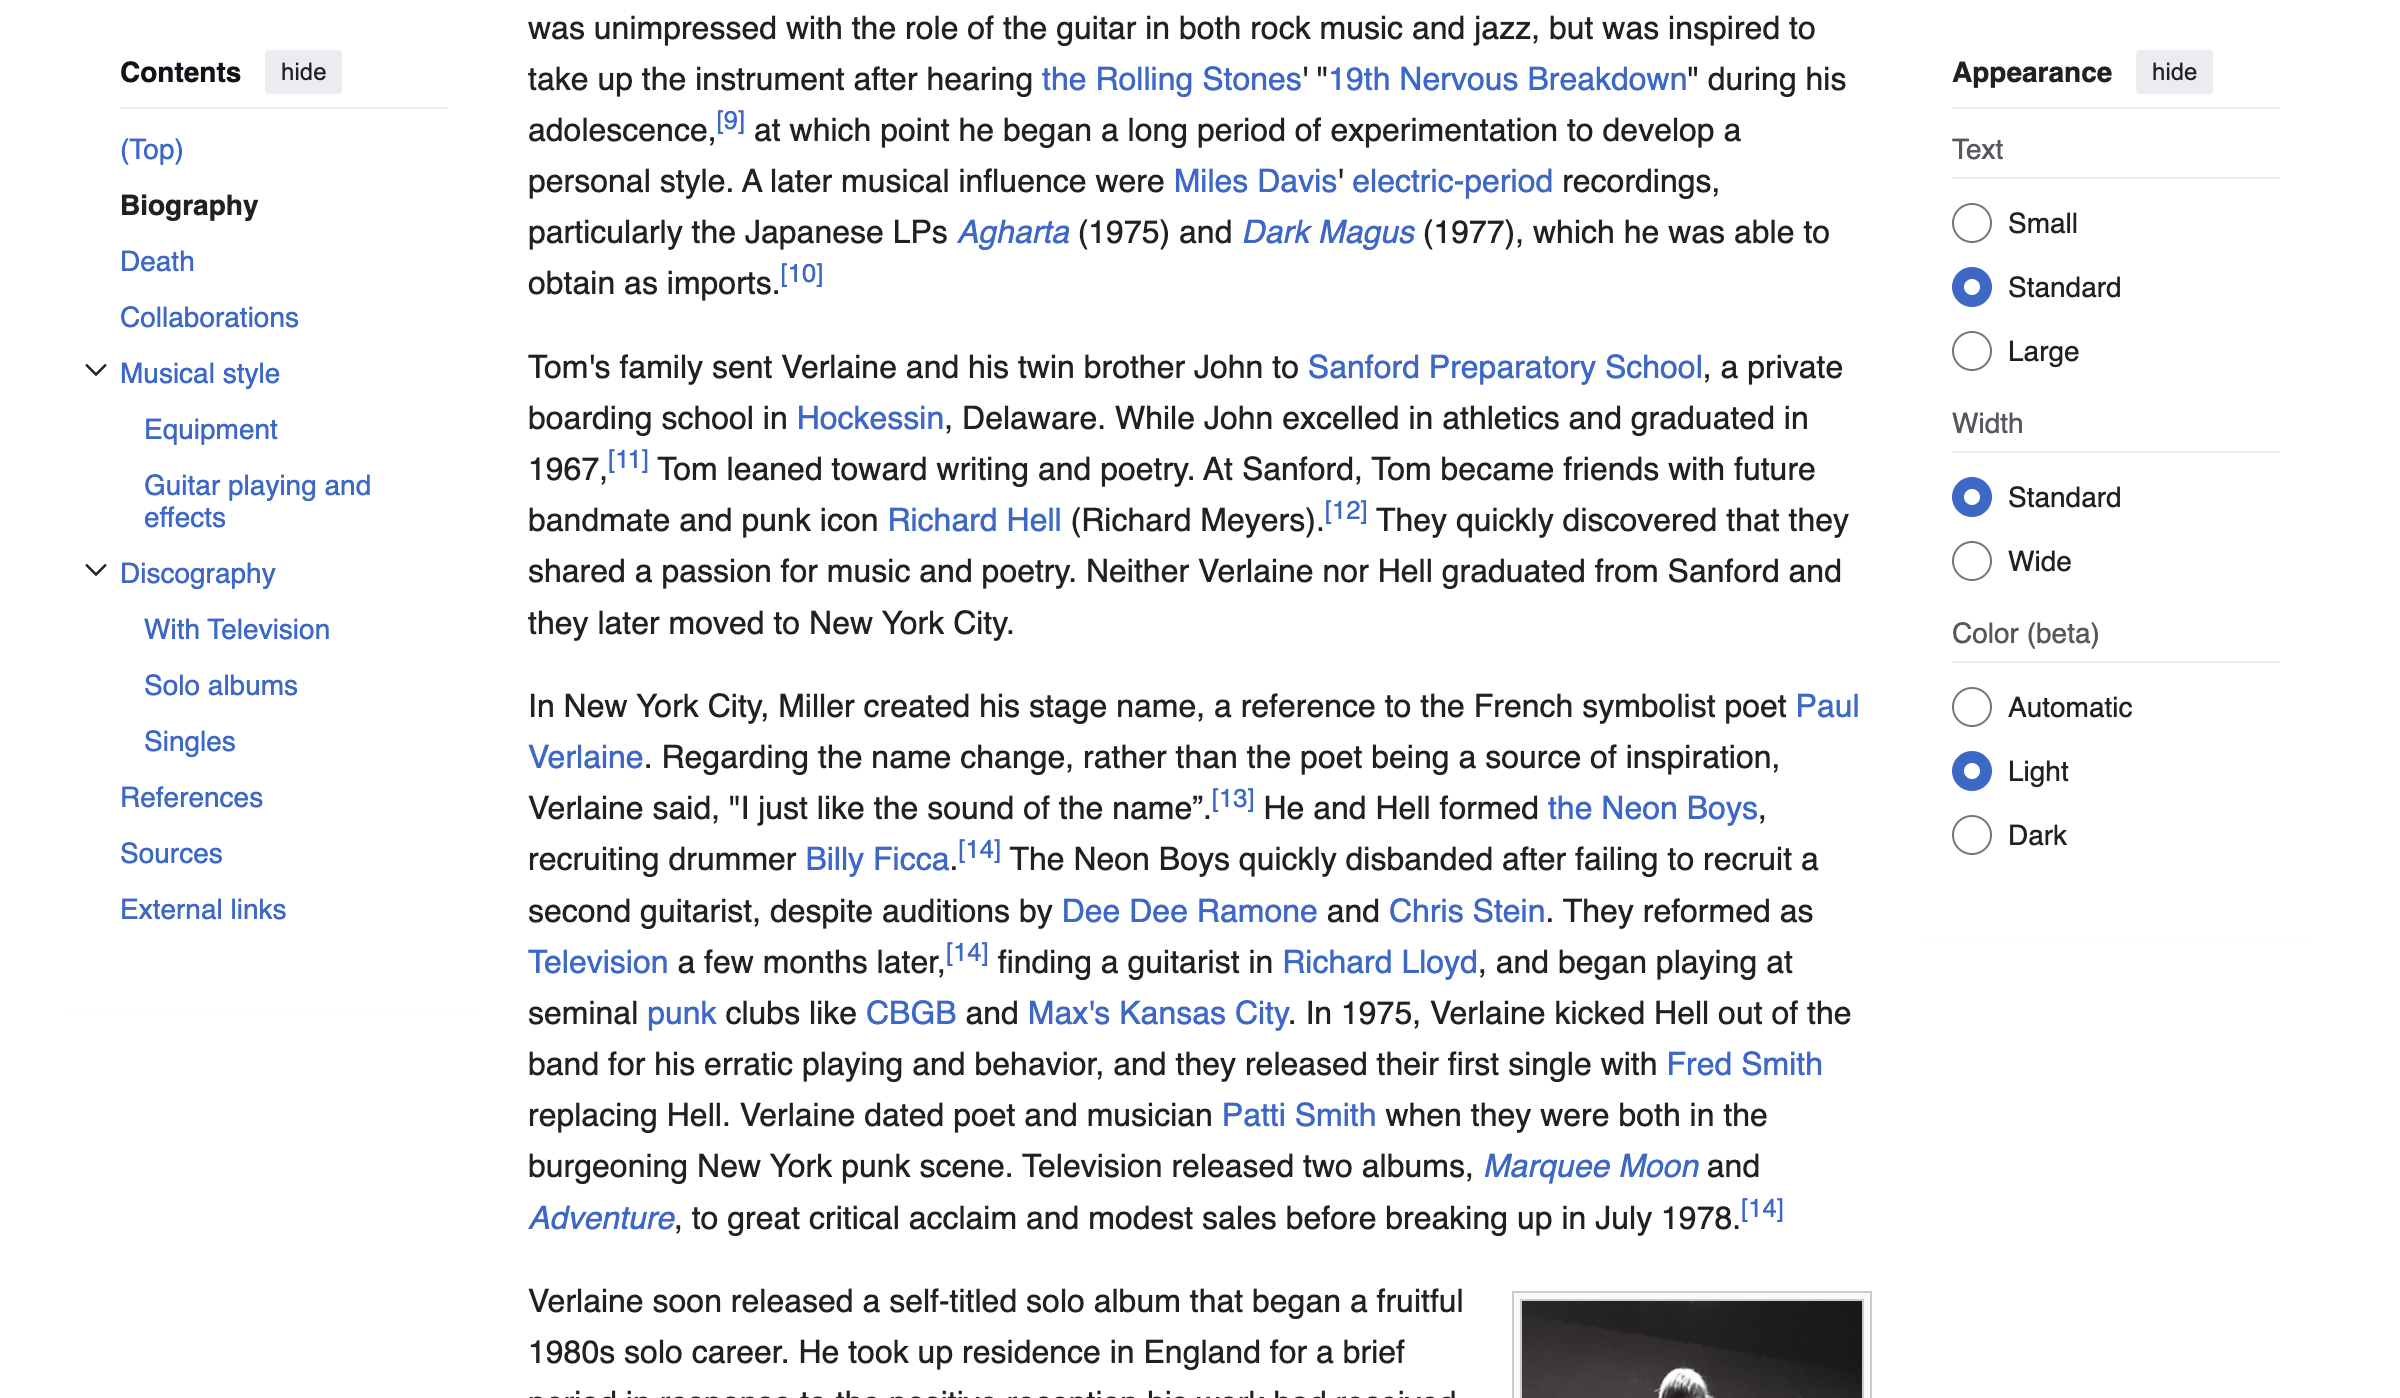 Contents hide
(Top)
Biography
Death
Collaborations
Musical style
Equipment
Guitar playing and
effects
Discography
With Television
Solo albums
Singles
References
Sources
External links
was unimpressed with the role of the guitar in both rock music and jazz, but was inspired to
take up the instrument after hearing the Rolling Stones' "19th Nervous Breakdown" during his
adolescence,[9] at which point he began a long period of experimentation to develop a
personal style. A later musical influence were Miles Davis' electric-period recordings,
particularly the Japanese LPs Agharta (1975) and Dark Magus (1977), which he was able to
obtain as imports.[10]
Tom's family sent Verlaine and his twin brother John to Sanford Preparatory School, a private
boarding school in Hockessin, Delaware. While John excelled in athletics and graduated in
1967,[11] Tom leaned toward writing and poetry. At Sanford, Tom became friends with future
bandmate and punk icon Richard Hell (Richard Meyers).[12] They quickly discovered that they
shared a passion for music and poetry. Neither Verlaine nor Hell graduated from Sanford and
they later moved to New York City.
In New York City, Miller created his stage name, a reference to the French symbolist poet Paul
Verlaine. Regarding the name change, rather than the poet being a source of inspiration,
Verlaine said, "I just like the sound of the name”.[13] He and Hell formed the Neon Boys,
recruiting drummer Billy Ficca.[14] The Neon Boys quickly disbanded after failing to recruit a
second guitarist, despite auditions by Dee Dee Ramone and Chris Stein. They reformed as
Television a few months later,[14] finding a guitarist in Richard Lloyd, and began playing at
seminal punk clubs like CBGB and Max's Kansas City. In 1975, Verlaine kicked Hell out of the
band for his erratic playing and behavior, and they released their first single with Fred Smith
replacing Hell. Verlaine dated poet and musician Patti Smith when they were both in the
burgeoning New York punk scene. Television released two albums, Marquee Moon and
Adventure, to great critical acclaim and modest sales before breaking up in July 1978.[14]
Verlaine soon released a self-titled solo album that began a fruitful
1980s solo career. He took up residence in England for a brief
period in response to the positive reception his work had received
Appearance hide
Text
Small
Standard
Large
Width
Standard
Wide
Color (beta)
Automatic
Light
Dark